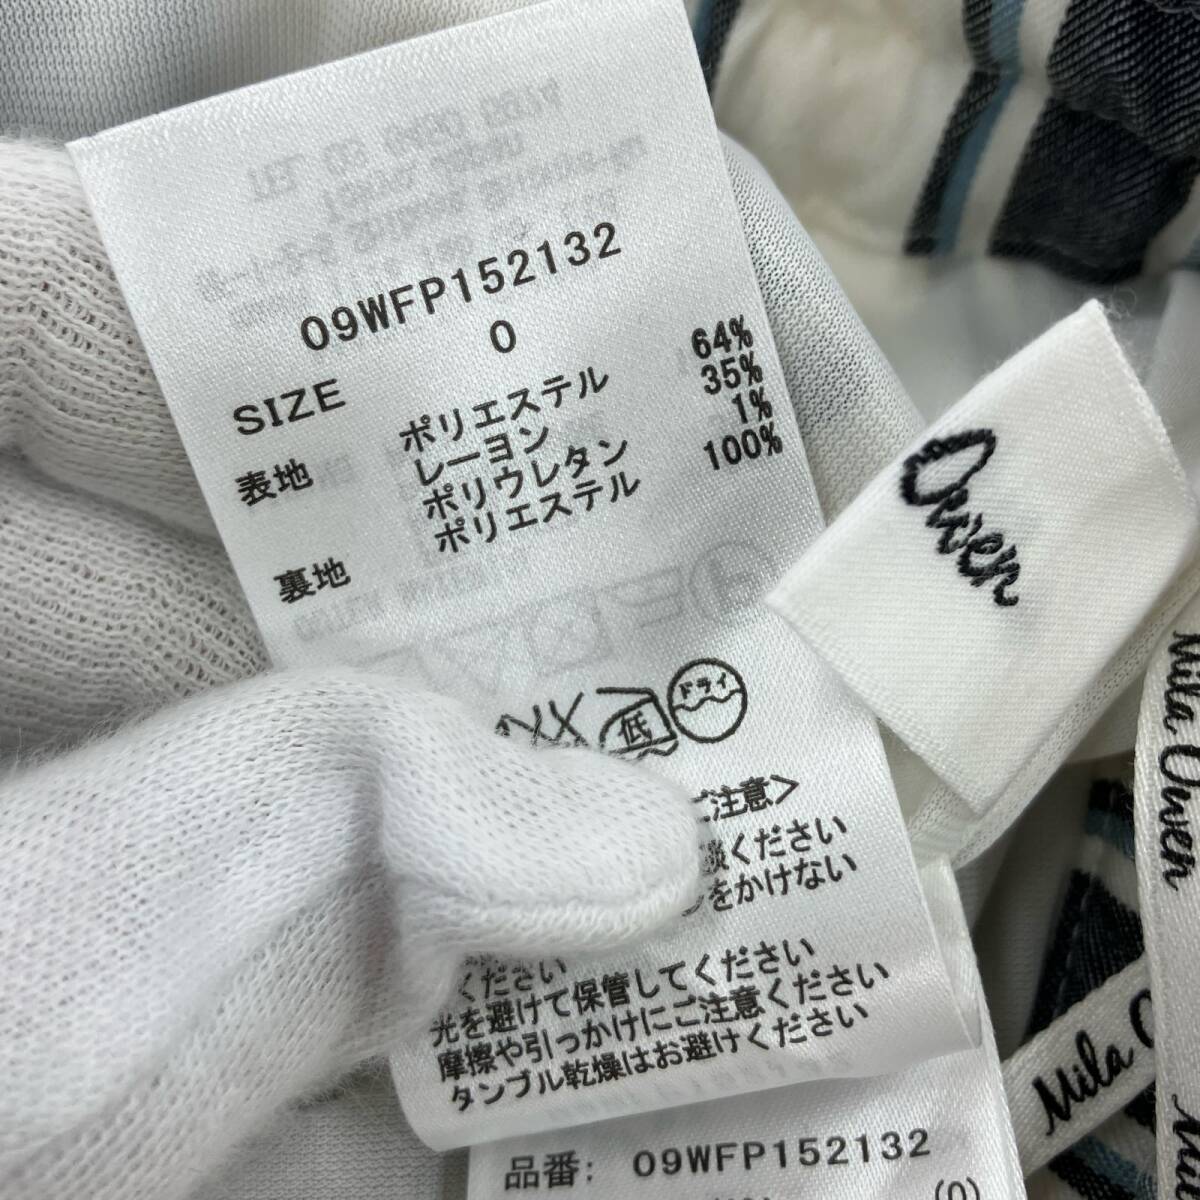 09WFP152132
SIZE 0
表地 ポリエステル 64%
レーヨン 35%
ポリウレタン 1%
裏地 ポリエステル 100%
低 ドライ
ご注意>
ください
をかけない
ください
光を避けて保管してください
摩擦や引っかけにご注意ください
タンブル乾燥はお避けください
品番: 09WFP152132
(0)
Owen
Mila Owen
Mila